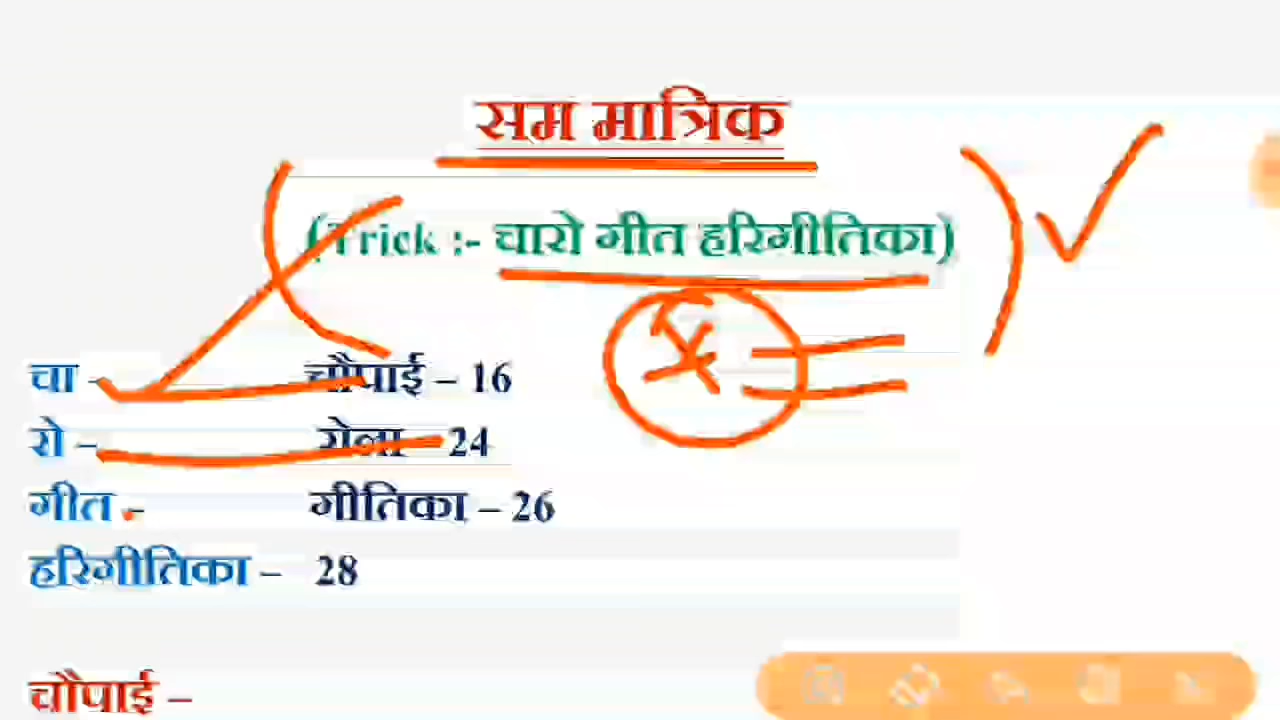 सम मात्रिक
(Trick :- चारो गीत हरिगीतिका)
चा - चौपाई – 16
रो – रोला – 24
गीत - गीतिका – 26
हरिगीतिका – 28
चौपाई –